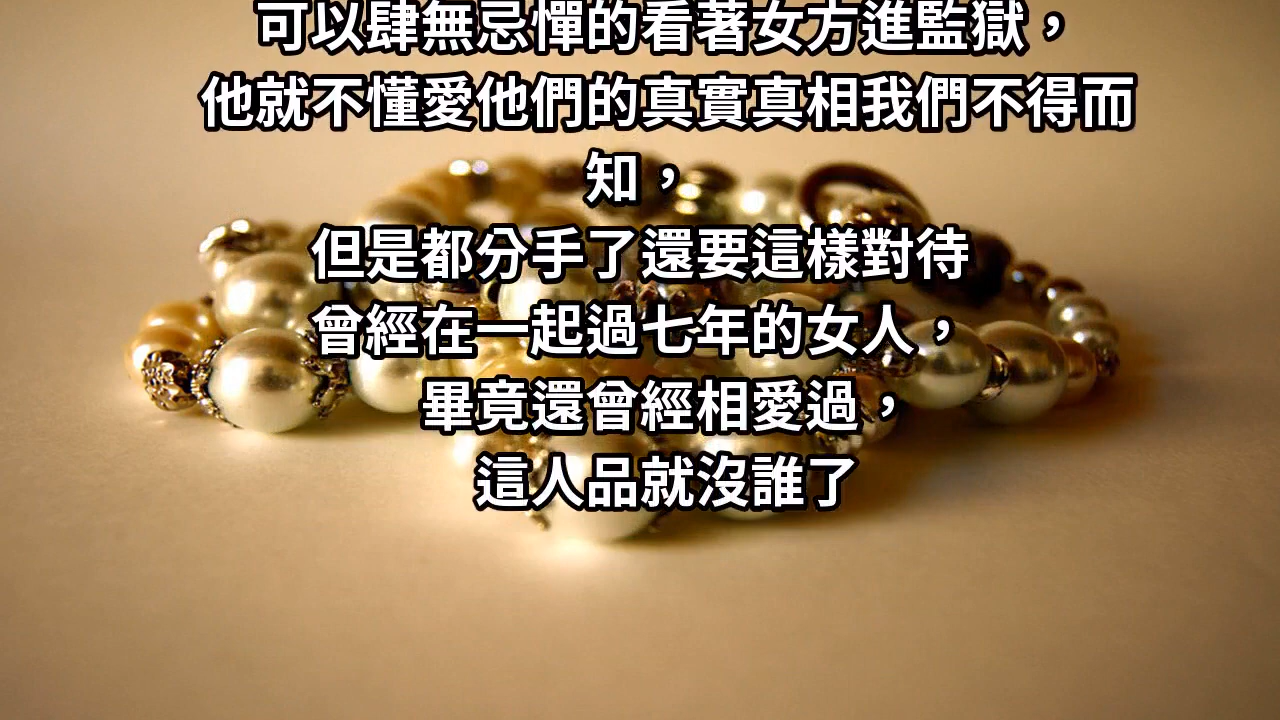 可以肆無忌憚的看著女方進監獄，
他就不懂愛他們的真實真相我們不得而
知，
但是都分手了還要這樣對待
曾經在一起過七年的女人，
畢竟還曾經相愛過，
這人品就沒誰了